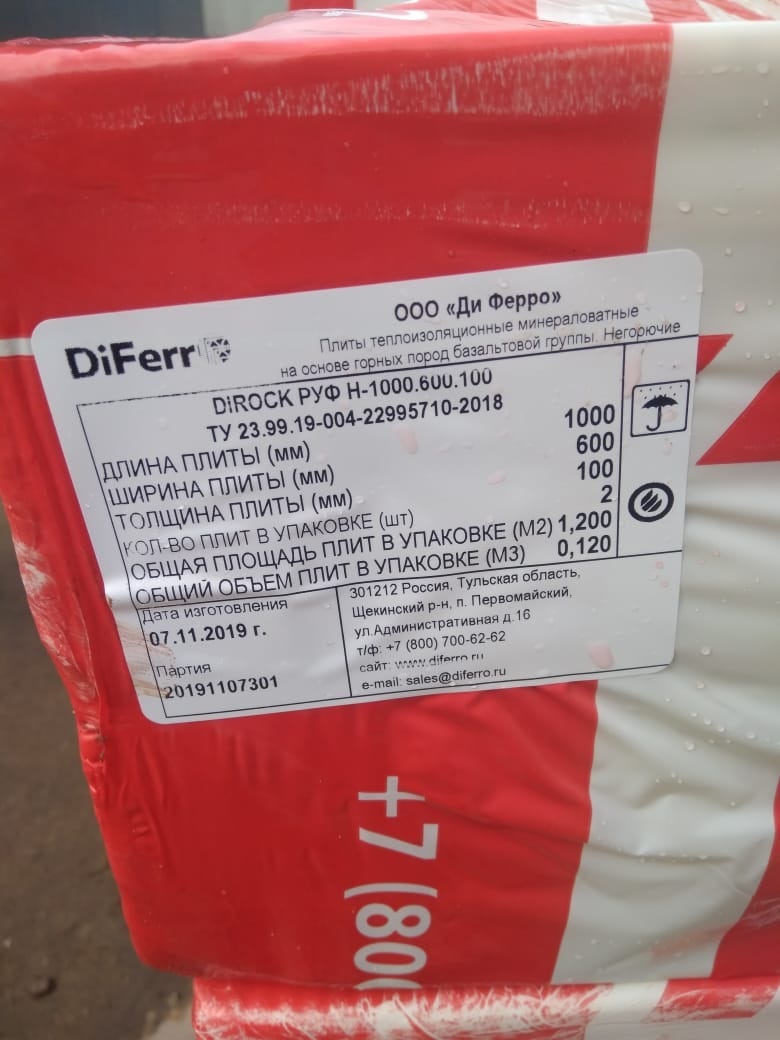 DiFerro
ООО «Ди Ферро»
Плиты теплоизоляционные минераловатные
на основе горных пород базальтовой группы. Негорючие
DIROCK РУФ Н-1000.600.100
ТУ 23.99.19-004-22995710-2018
ДЛИНА ПЛИТЫ (мм) 1000
ШИРИНА ПЛИТЫ (мм) 600
ТОЛЩИНА ПЛИТЫ (мм) 100
КОЛ-ВО ПЛИТ В УПАКОВКЕ (шт) 2
ОБЩАЯ ПЛОЩАДЬ ПЛИТ В УПАКОВКЕ (М2) 1,200
ОБЩИЙ ОБЪЕМ ПЛИТ В УПАКОВКЕ (М3) 0,120
Дата изготовления
07.11.2019 г.
Партия
20191107301
301212 Россия, Тульская область,
Щекинский р-н, п. Первомайский,
ул.Административная д.16
т/ф: +7 (800) 700-62-62
сайт: www.diferro.ru
e-mail: sales@diferro.ru
+7 (800